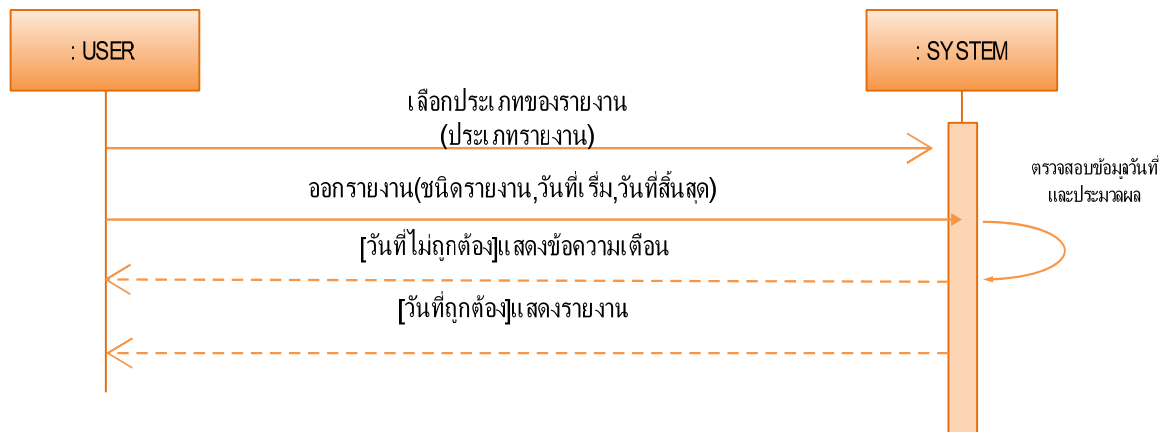 : USER
: SYSTEM
เลือกประเภทของรายงาน
(ประเภทรายงาน)
ออกรายงาน(ชนิดรายงาน,วันที่เริ่ม,วันที่สิ้นสุด)
ตรวจสอบข้อมูลวันที่
และประมวลผล
[วันที่ไม่ถูกต้อง]แสดงข้อความเตือน
[วันที่ถูกต้อง]แสดงรายงาน